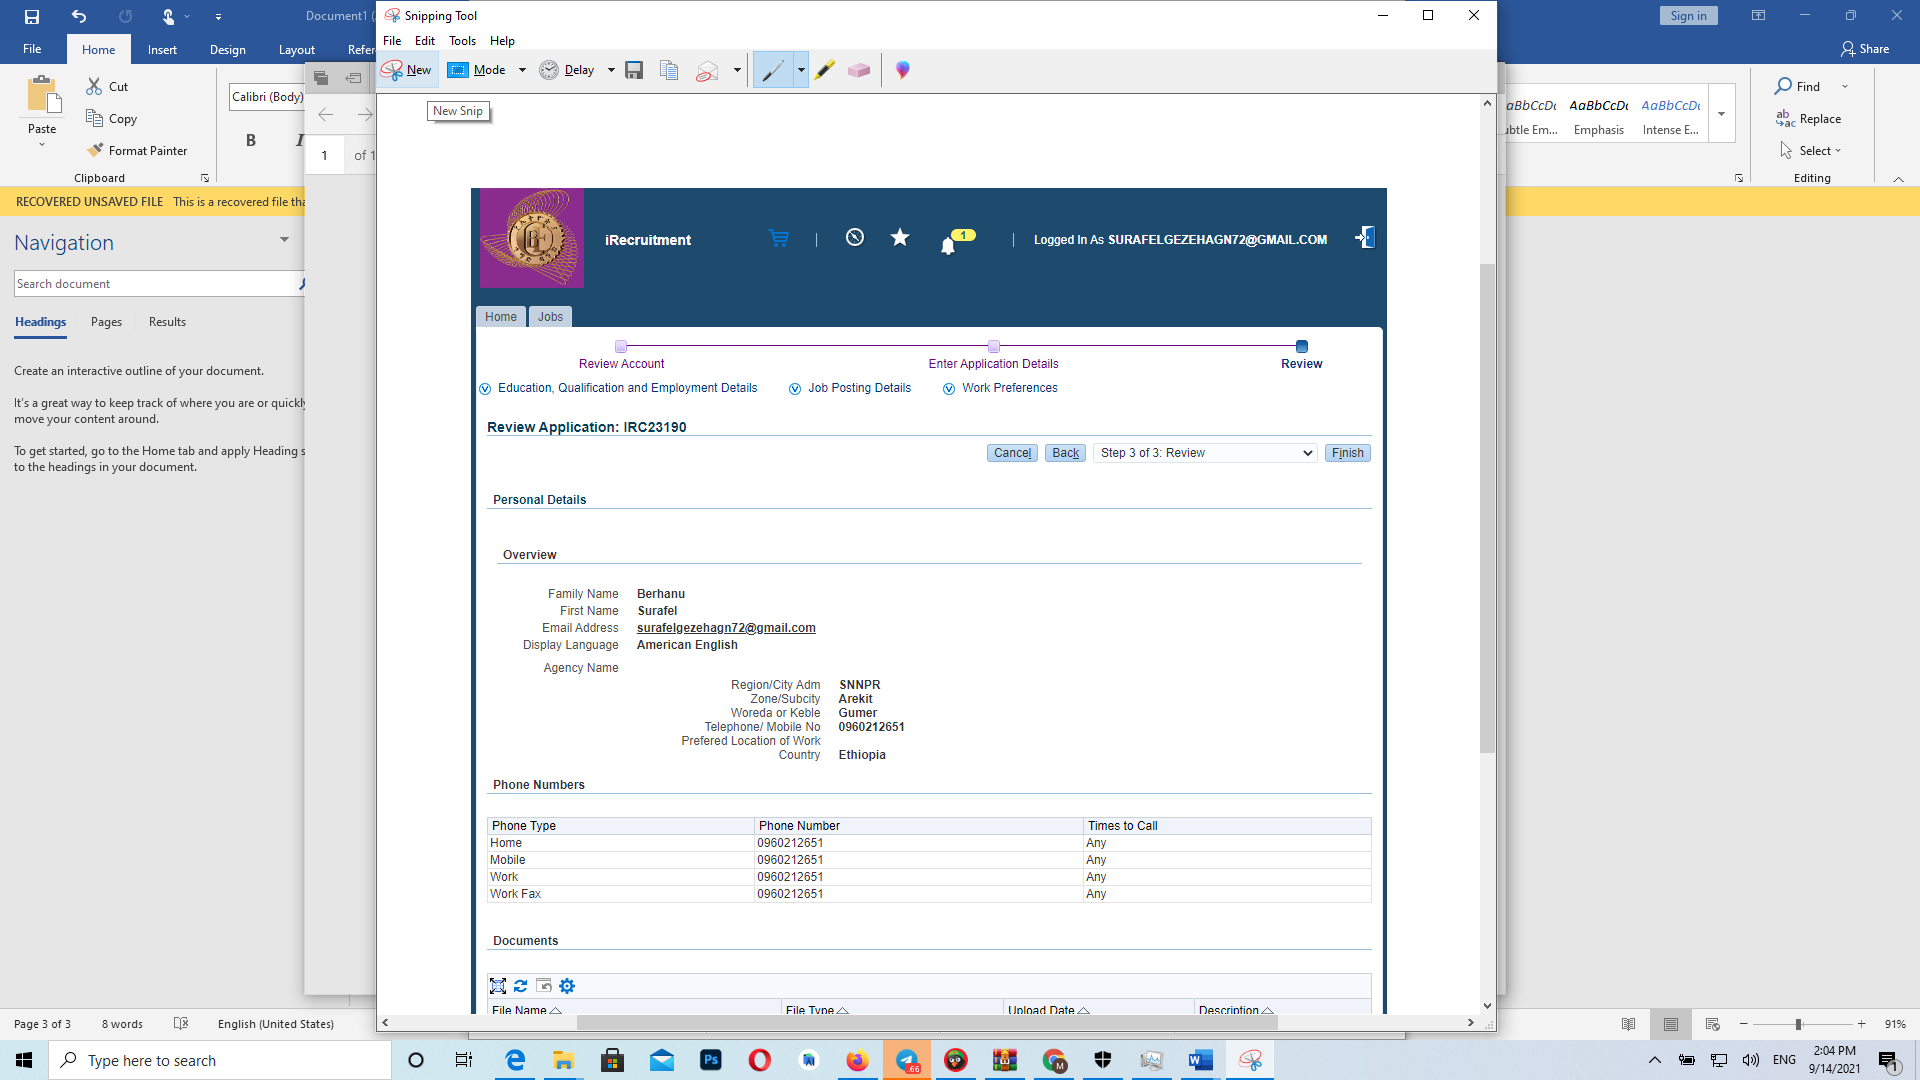 Document1 (
Sign in
Snipping Tool
File Home Insert Design Layout Refer
Share
File Edit Tools Help
New Mode Delay
New Snip
Paste
Cut
Copy
Format Painter
Clipboard
Calibri (Body)
B I
1 of 1
AaBbCcDc AaBbCcDc AaBbCcDc
btle Em... Emphasis Intense E...
Find
Replace
Select
Editing
RECOVERED UNSAVED FILE This is a recovered file tha
Navigation
Search document
Headings Pages Results
Create an interactive outline of your document.
It's a great way to keep track of where you are or quickly
move your content around.
To get started, go to the Home tab and apply Heading s
to the headings in your document.
iRecruitment
1
Logged In As SURAFELGEZEHAGN72@GMAIL.COM
Home Jobs
Review Account Enter Application Details Review
Education, Qualification and Employment Details Job Posting Details Work Preferences
Review Application: IRC23190
Cancel Back Step 3 of 3: Review Finish
Personal Details
Overview
Family Name Berhanu
First Name Surafel
Email Address surafelgezehagn72@gmail.com
Display Language American English
Agency Name
Region/City Adm SNNPR
Zone/Subcity Arekit
Woreda or Keble Gumer
Telephone/ Mobile No 0960212651
Prefered Location of Work
Country Ethiopia
Phone Numbers
Phone Type Phone Number Times to Call
Home 0960212651 Any
Mobile 0960212651 Any
Work 0960212651 Any
Work Fax 0960212651 Any
Documents
File Name File Type Upload Date Description
Page 3 of 3 8 words English (United States)
91%
Type here to search
Ps
.66
M
ENG
2:04 PM
9/14/2021
1